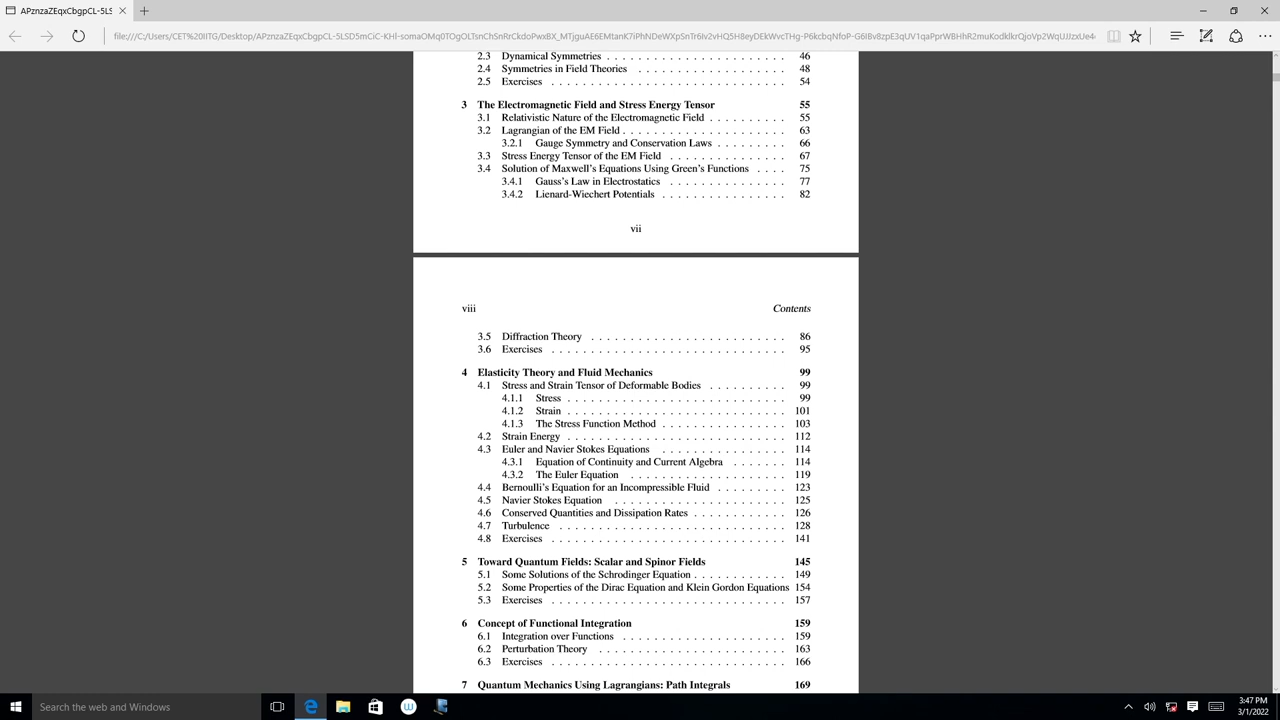 APznzaZEqxCbgpCL-5LS
2.3 Dynamical Symmetries . . . . . . . . . . . . . . . . . . . . . . . 46
2.4 Symmetries in Field Theories . . . . . . . . . . . . . . . . . . . 48
2.5 Exercises . . . . . . . . . . . . . . . . . . . . . . . . . . . . . . 54
3 The Electromagnetic Field and Stress Energy Tensor 55
3.1 Relativistic Nature of the Electromagnetic Field . . . . . . . . . . 55
3.2 Lagrangian of the EM Field . . . . . . . . . . . . . . . . . . . . . 63
3.2.1 Gauge Symmetry and Conservation Laws . . . . . . . . . 66
3.3 Stress Energy Tensor of the EM Field . . . . . . . . . . . . . . . 67
3.4 Solution of Maxwell's Equations Using Green's Functions . . . . 75
3.4.1 Gauss's Law in Electrostatics . . . . . . . . . . . . . . . 77
3.4.2 Lienard-Wiechert Potentials . . . . . . . . . . . . . . . . 82
vii
viii Contents
3.5 Diffraction Theory . . . . . . . . . . . . . . . . . . . . . . . . . 86
3.6 Exercises . . . . . . . . . . . . . . . . . . . . . . . . . . . . . . 95
4 Elasticity Theory and Fluid Mechanics 99
4.1 Stress and Strain Tensor of Deformable Bodies . . . . . . . . . . 99
4.1.1 Stress . . . . . . . . . . . . . . . . . . . . . . . . . . . . 99
4.1.2 Strain . . . . . . . . . . . . . . . . . . . . . . . . . . . . 101
4.1.3 The Stress Function Method . . . . . . . . . . . . . . . . 103
4.2 Strain Energy . . . . . . . . . . . . . . . . . . . . . . . . . . . . 112
4.3 Euler and Navier Stokes Equations . . . . . . . . . . . . . . . . 114
4.3.1 Equation of Continuity and Current Algebra . . . . . . . 114
4.3.2 The Euler Equation . . . . . . . . . . . . . . . . . . . . 119
4.4 Bernoulli's Equation for an Incompressible Fluid . . . . . . . . . 123
4.5 Navier Stokes Equation . . . . . . . . . . . . . . . . . . . . . . 125
4.6 Conserved Quantities and Dissipation Rates . . . . . . . . . . . . 126
4.7 Turbulence . . . . . . . . . . . . . . . . . . . . . . . . . . . . . 128
4.8 Exercises . . . . . . . . . . . . . . . . . . . . . . . . . . . . . . 141
5 Toward Quantum Fields: Scalar and Spinor Fields 145
5.1 Some Solutions of the Schrodinger Equation . . . . . . . . . . . . 149
5.2 Some Properties of the Dirac Equation and Klein Gordon Equations 154
5.3 Exercises . . . . . . . . . . . . . . . . . . . . . . . . . . . . . . 157
6 Concept of Functional Integration 159
6.1 Integration over Functions . . . . . . . . . . . . . . . . . . . . . 159
6.2 Perturbation Theory . . . . . . . . . . . . . . . . . . . . . . . . 163
6.3 Exercises . . . . . . . . . . . . . . . . . . . . . . . . . . . . . . 166
7 Quantum Mechanics Using Lagrangians: Path Integrals 169
Search the web and Windows
3:47 PM
3/1/2022